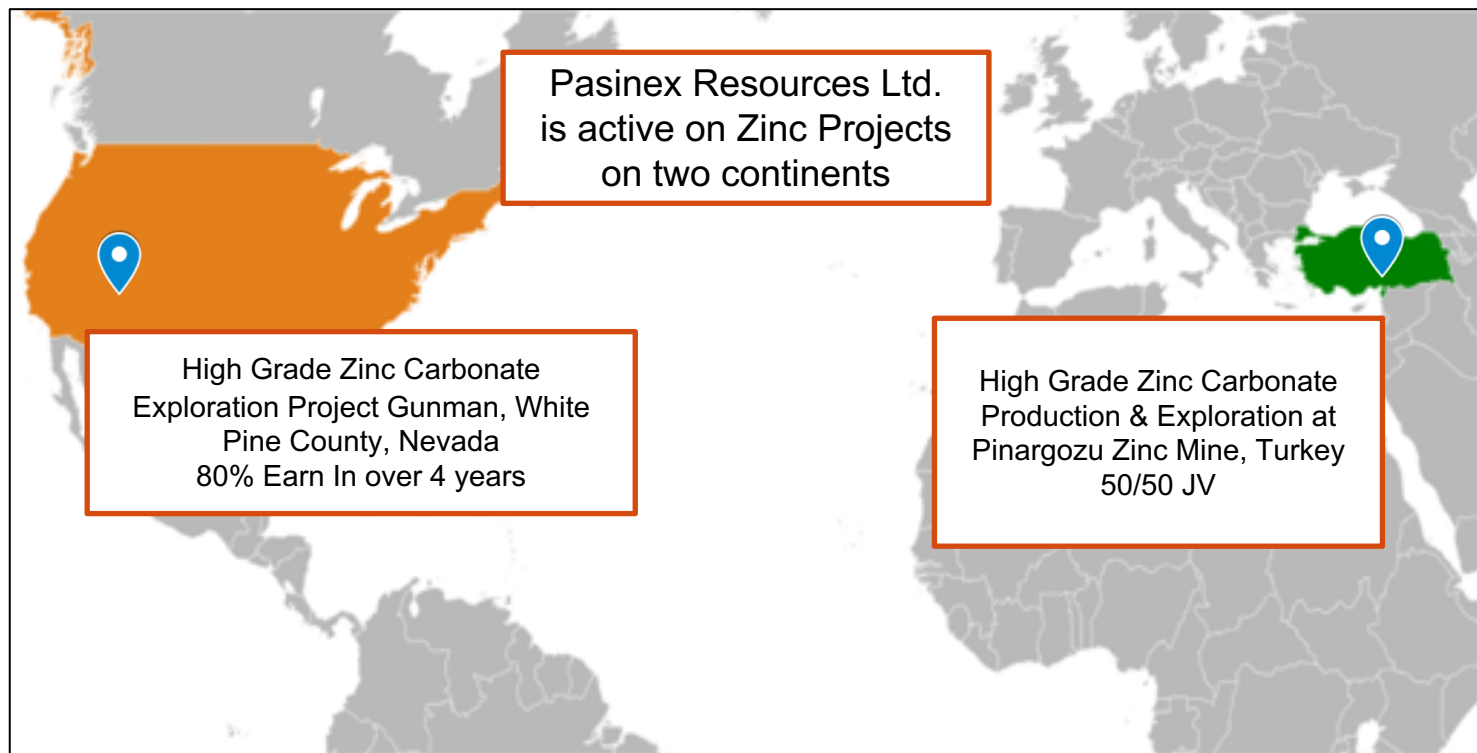 Pasinex Resources Ltd.
is active on Zinc Projects
on two continents
High Grade Zinc Carbonate
Exploration Project Gunman, White
Pine County, Nevada
80% Earn In over 4 years
High Grade Zinc Carbonate
Production & Exploration at
Pinargozu Zinc Mine, Turkey
50/50 JV